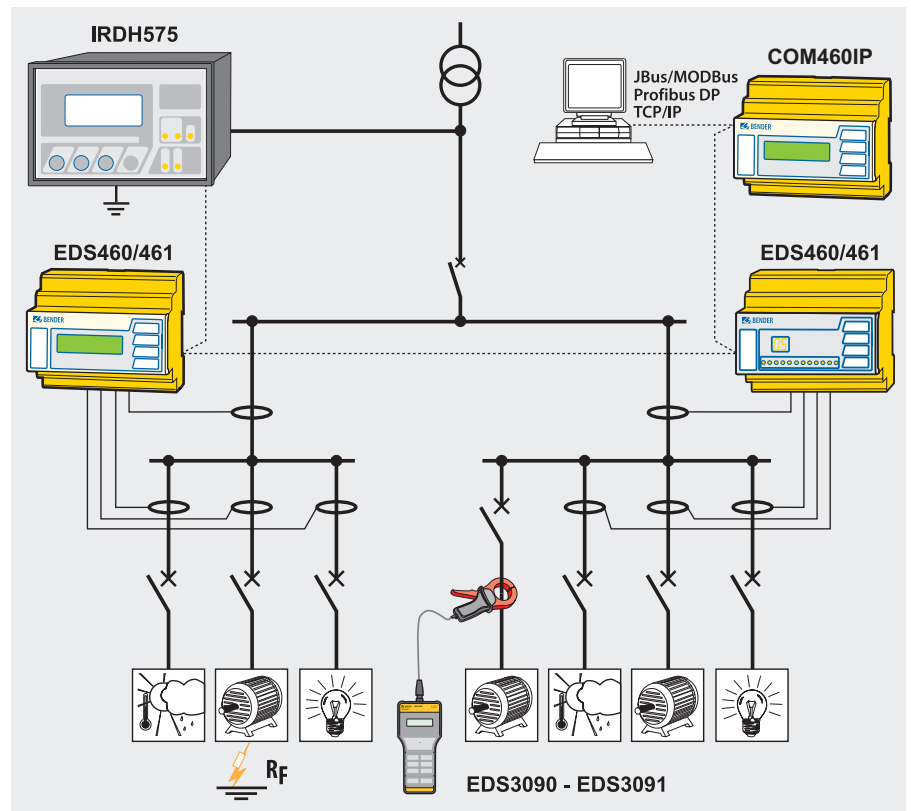 IRDH575
COM460IP
JBus/MODBus
Profibus DP
TCP/IP
BENDER
EDS460/461
EDS460/461
BENDER
BENDER
RF
EDS3090 - EDS3091